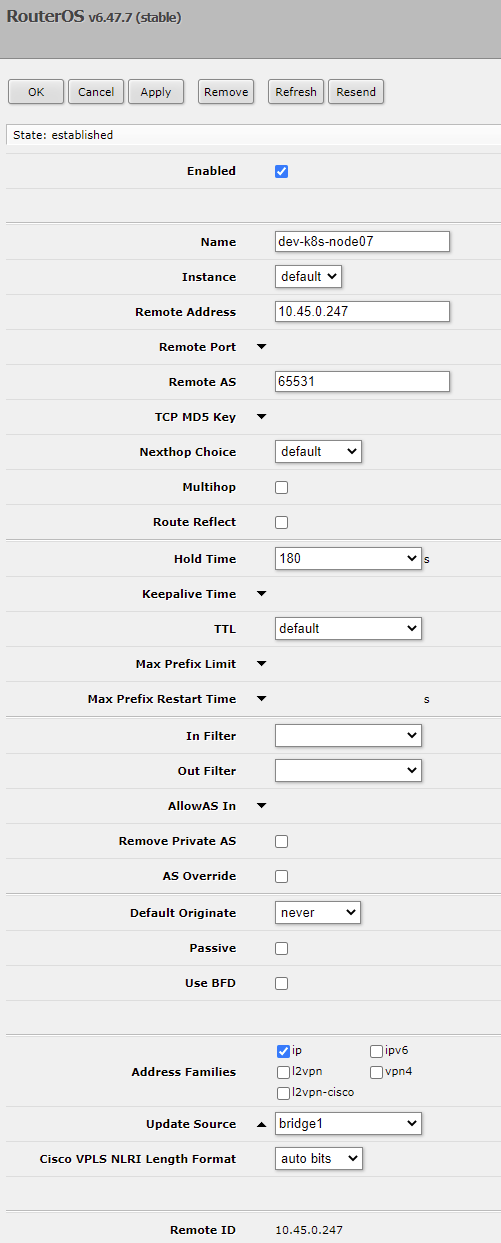 RouterOS v6.47.7 (stable)
OK Cancel Apply Remove Refresh Resend
State: established
Enabled
Name dev-k8s-node07
Instance default
Remote Address 10.45.0.247
Remote Port
Remote AS 65531
TCP MD5 Key
Nexthop Choice default
Multihop
Route Reflect
Hold Time 180 s
Keepalive Time
TTL default
Max Prefix Limit
Max Prefix Restart Time s
In Filter
Out Filter
AllowAS In
Remove Private AS
AS Override
Default Originate never
Passive
Use BFD
ip ipv6
Address Families l2vpn vpn4
l2vpn-cisco
Update Source bridge1
Cisco VPLS NLRI Length Format auto bits
Remote ID 10.45.0.247